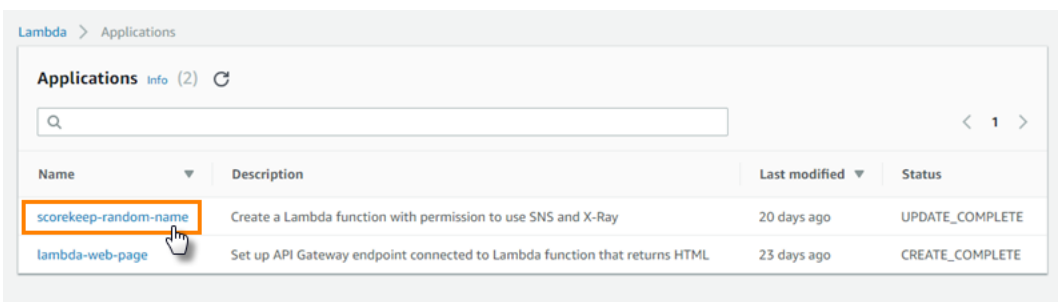 Lambda > Applications
Applications Info (2)
< 1 >
Name Description Last modified Status
scorekeep-random-name Create a Lambda function with permission to use SNS and X-Ray 20 days ago UPDATE_COMPLETE
lambda-web-page Set up API Gateway endpoint connected to Lambda function that returns HTML 23 days ago CREATE_COMPLETE